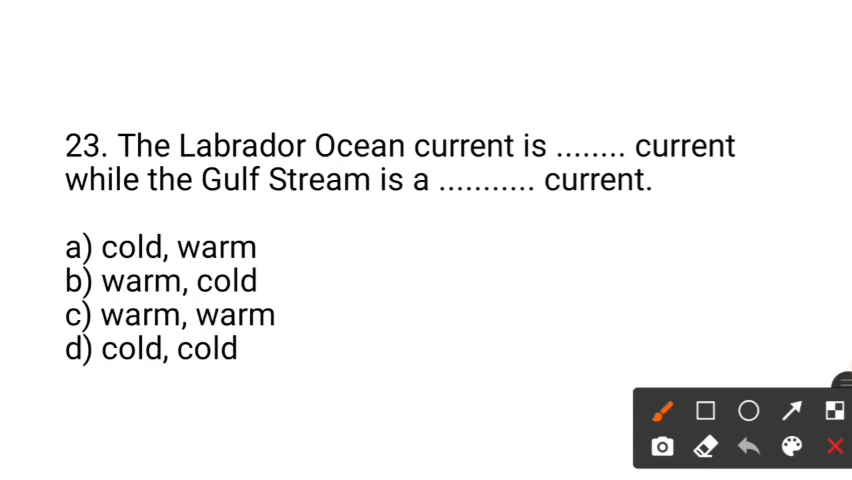 23. The Labrador Ocean current is ........ current
while the Gulf Stream is a ........... current.
a) cold, warm
b) warm, cold
c) warm, warm
d) cold, cold